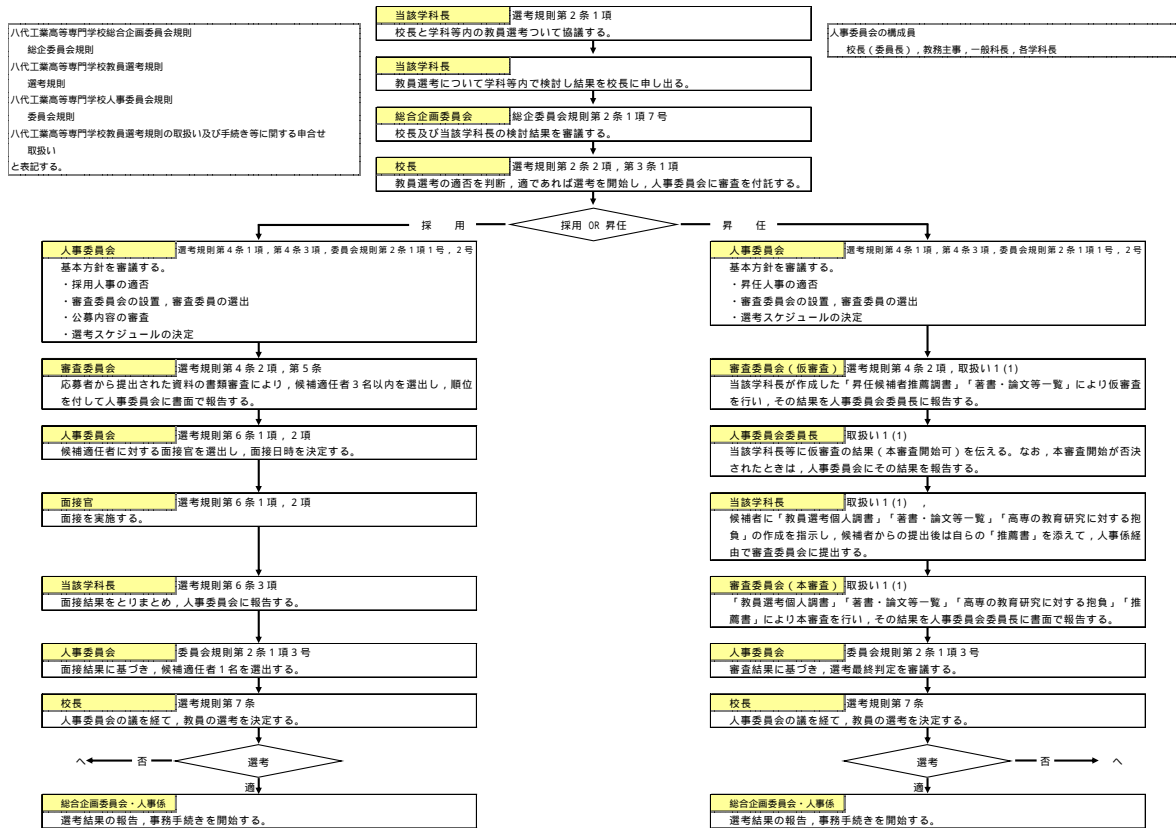 八代工業高等専門学校総合企画委員会規則
総企委員会規則
八代工業高等専門学校教員選考規則
選考規則
八代工業高等専門学校人事委員会規則
委員会規則
八代工業高等専門学校教員選考規則の取扱い及び手続き等に関する申合せ
取扱い
と表記する。
当該学科長 選考規則第2条1項
校長と学科等内の教員選考ついて協議する。
当該学科長
教員選考について学科等内で検討し結果を校長に申し出る。
総合企画委員会 総企委員会規則第2条1項7号
校長及び当該学科長の検討結果を審議する。
校長 選考規則第2条2項，第3条1項
教員選考の適否を判断，適であれば選考を開始し，人事委員会に審査を付託する。
人事委員会の構成員
校長（委員長），教務主事，一般科長，各学科長
採 用
採用 OR 昇任
昇 任
人事委員会 選考規則第4条1項，第4条3項，委員会規則第2条1項1号，2号
基本方針を審議する。
・採用人事の適否
・審査委員会の設置，審査委員の選出
・公募内容の審査
・選考スケジュールの決定
審査委員会 選考規則第4条2項，第5条
応募者から提出された資料の書類審査により，候補適任者3名以内を選出し，順位
を付して人事委員会に書面で報告する。
人事委員会 選考規則第6条1項，2項
候補適任者に対する面接官を選出し，面接日時を決定する。
面接官 選考規則第6条1項，2項
面接を実施する。
当該学科長 選考規則第6条3項
面接結果をとりまとめ，人事委員会に報告する。
人事委員会 委員会規則第2条1項3号
面接結果に基づき，候補適任者1名を選出する。
校長 選考規則第7条
人事委員会の議を経て，教員の選考を決定する。
へ 否 選考
適
総合企画委員会・人事係
選考結果の報告，事務手続きを開始する。
人事委員会 選考規則第4条1項，第4条3項，委員会規則第2条1項1号，2号
基本方針を審議する。
・昇任人事の適否
・審査委員会の設置，審査委員の選出
・選考スケジュールの決定
審査委員会（仮審査） 選考規則第4条2項，取扱い1(1)
当該学科長が作成した「昇任候補者推薦調書」「著書・論文等一覧」により仮審査
を行い，その結果を人事委員会委員長に報告する。
人事委員会委員長 取扱い1(1)
当該学科長等に仮審査の結果（本審査開始可）を伝える。なお，本審査開始が否決
されたときは，人事委員会にその結果を報告する。
当該学科長 取扱い1(1) ，
候補者に「教員選考個人調書」「著書・論文等一覧」「高専の教育研究に対する抱
負」の作成を指示し，候補者からの提出後は自らの「推薦書」を添えて，人事係経
由で審査委員会に提出する。
審査委員会（本審査） 取扱い1(1)
「教員選考個人調書」「著書・論文等一覧」「高専の教育研究に対する抱負」「推
薦書」により本審査を行い，その結果を人事委員会委員長に書面で報告する。
人事委員会 委員会規則第2条1項3号
審査結果に基づき，選考最終判定を審議する。
校長 選考規則第7条
人事委員会の議を経て，教員の選考を決定する。
選考 否 へ
適
総合企画委員会・人事係
選考結果の報告，事務手続きを開始する。